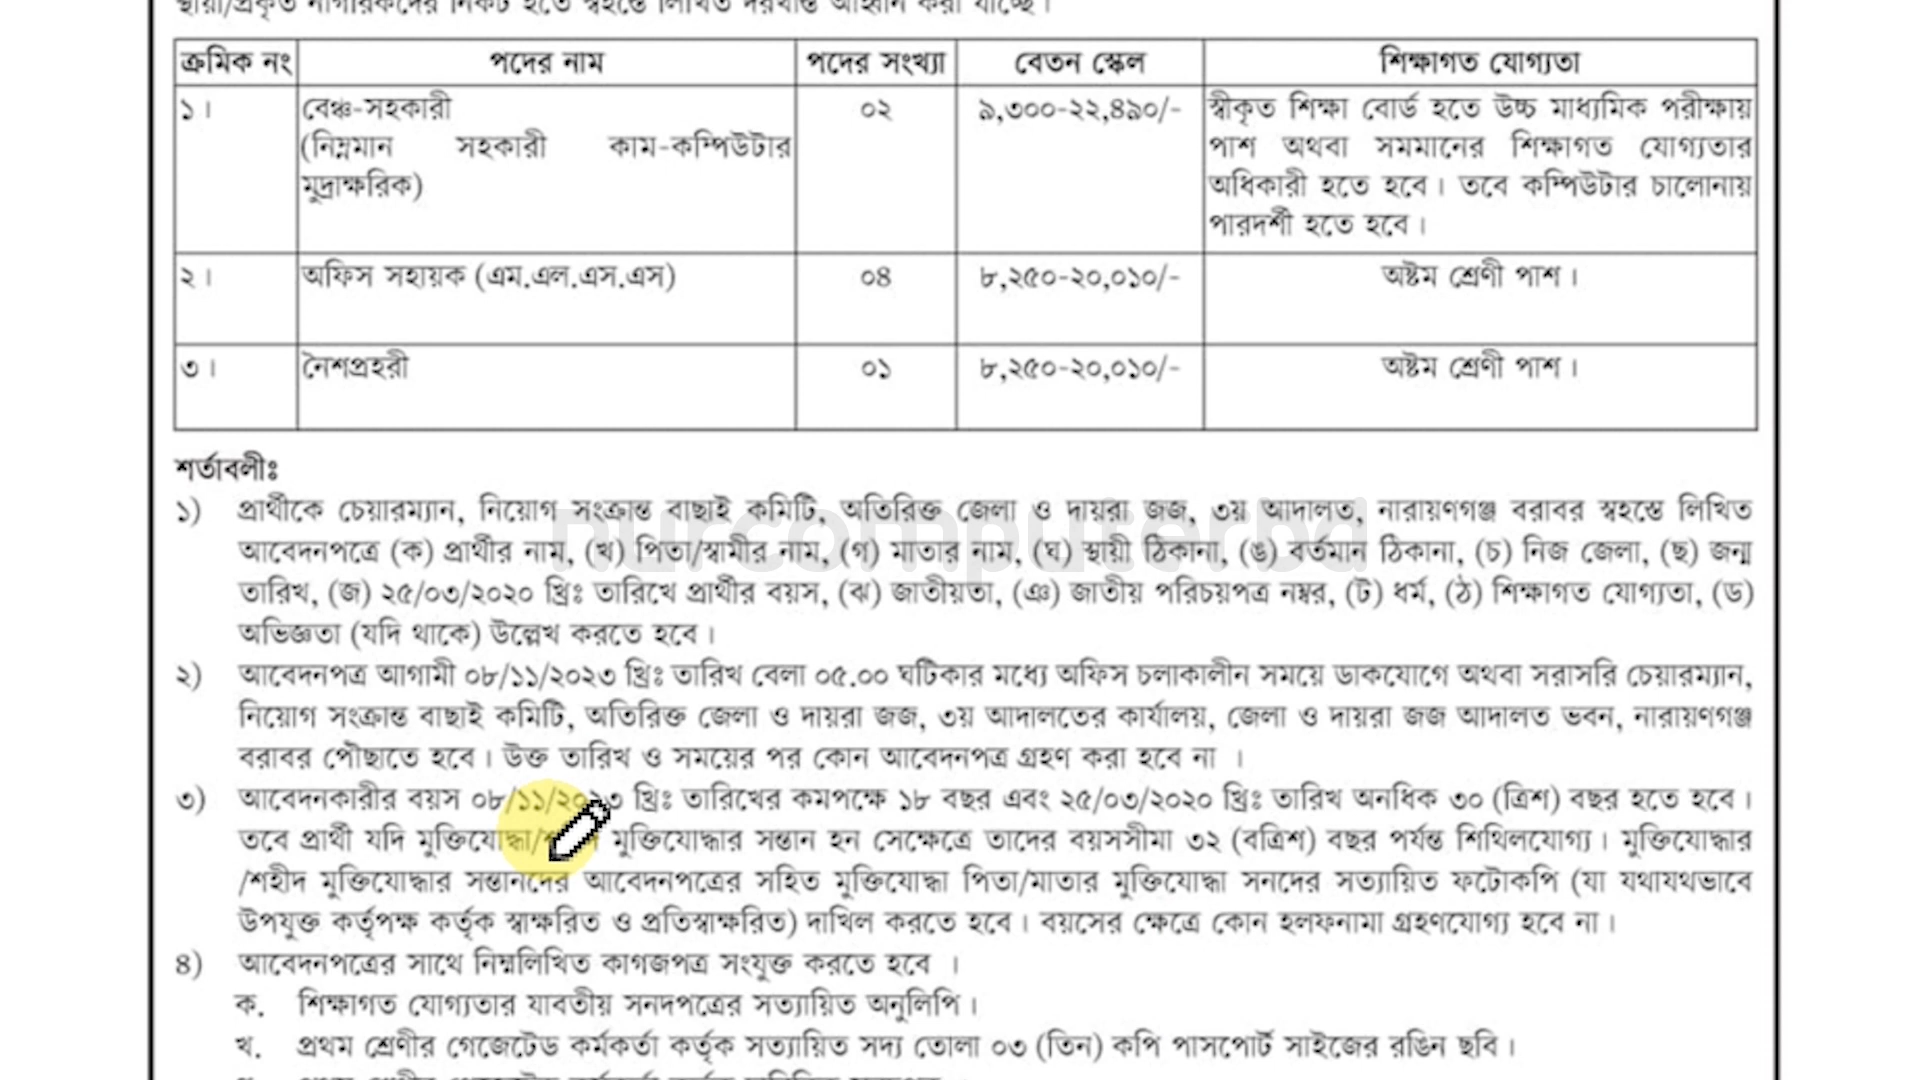 স্থায়ী/প্রকৃত নাগরিকদের নিকট হতে স্বহস্তে লিখিত দরখাস্ত আহ্বান করা যাচ্ছে।
ক্রমিক নং পদের নাম পদের সংখ্যা বেতন স্কেল শিক্ষাগত যোগ্যতা
১। বেঞ্চ-সহকারী ০২ ৯,৩০০-২২,৪৯০/- স্বীকৃত শিক্ষা বোর্ড হতে উচ্চ মাধ্যমিক পরীক্ষায়
(নিম্নমান সহকারী কাম-কম্পিউটার পাশ অথবা সমমানের শিক্ষাগত যোগ্যতার
মুদ্রাক্ষরিক) অধিকারী হতে হবে। তবে কম্পিউটার চালোনায়
পারদর্শী হতে হবে।
২। অফিস সহায়ক (এম.এল.এস.এস) ০৪ ৮,২৫০-২০,০১০/- অষ্টম শ্রেণী পাশ।
৩। নৈশপ্রহরী ০১ ৮,২৫০-২০,০১০/- অষ্টম শ্রেণী পাশ।
শর্তাবলীঃ
১) প্রার্থীকে চেয়ারম্যান, নিয়োগ সংক্রান্ত বাছাই কমিটি, অতিরিক্ত জেলা ও দায়রা জজ, ৩য় আদালত, নারায়ণগঞ্জ বরাবর স্বহস্তে লিখিত
nurcomputerbd
আবেদনপত্রে (ক) প্রার্থীর নাম, (খ) পিতা/স্বামীর নাম, (গ) মাতার নাম, (ঘ) স্থায়ী ঠিকানা, (ঙ) বর্তমান ঠিকানা, (চ) নিজ জেলা, (ছ) জন্ম
তারিখ, (জ) ২৫/০৩/২০২০ খ্রিঃ তারিখে প্রার্থীর বয়স, (ঝ) জাতীয়তা, (ঞ) জাতীয় পরিচয়পত্র নম্বর, (ট) ধর্ম, (ঠ) শিক্ষাগত যোগ্যতা, (ড)
অভিজ্ঞতা (যদি থাকে) উল্লেখ করতে হবে।
২) আবেদনপত্র আগামী ০৮/১১/২০২৩ খ্রিঃ তারিখ বেলা ০৫.০০ ঘটিকার মধ্যে অফিস চলাকালীন সময়ে ডাকযোগে অথবা সরাসরি চেয়ারম্যান,
নিয়োগ সংক্রান্ত বাছাই কমিটি, অতিরিক্ত জেলা ও দায়রা জজ, ৩য় আদালতের কার্যালয়, জেলা ও দায়রা জজ আদালত ভবন, নারায়ণগঞ্জ
বরাবর পৌছাতে হবে। উক্ত তারিখ ও সময়ের পর কোন আবেদনপত্র গ্রহণ করা হবে না ।
৩) আবেদনকারীর বয়স ০৮/১১/২০২৩ খ্রিঃ তারিখের কমপক্ষে ১৮ বছর এবং ২৫/০৩/২০২০ খ্রিঃ তারিখ অনধিক ৩০ (ত্রিশ) বছর হতে হবে।
তবে প্রার্থী যদি মুক্তিযোদ্ধা/ মুক্তিযোদ্ধার সন্তান হন সেক্ষেত্রে তাদের বয়সসীমা ৩২ (বত্রিশ) বছর পর্যন্ত শিথিলযোগ্য। মুক্তিযোদ্ধার
/শহীদ মুক্তিযোদ্ধার সন্তানদের আবেদনপত্রের সহিত মুক্তিযোদ্ধা পিতা/মাতার মুক্তিযোদ্ধা সনদের সত্যায়িত ফটোকপি (যা যথাযথভাবে
উপযুক্ত কর্তৃপক্ষ কর্তৃক স্বাক্ষরিত ও প্রতিস্বাক্ষরিত) দাখিল করতে হবে। বয়সের ক্ষেত্রে কোন হলফনামা গ্রহণযোগ্য হবে না।
৪) আবেদনপত্রের সাথে নিম্নলিখিত কাগজপত্র সংযুক্ত করতে হবে ।
ক. শিক্ষাগত যোগ্যতার যাবতীয় সনদপত্রের সত্যায়িত অনুলিপি।
খ. প্রথম শ্রেণীর গেজেটেড কর্মকর্তা কর্তৃক সত্যায়িত সদ্য তোলা ০৩ (তিন) কপি পাসপোর্ট সাইজের রঙিন ছবি।